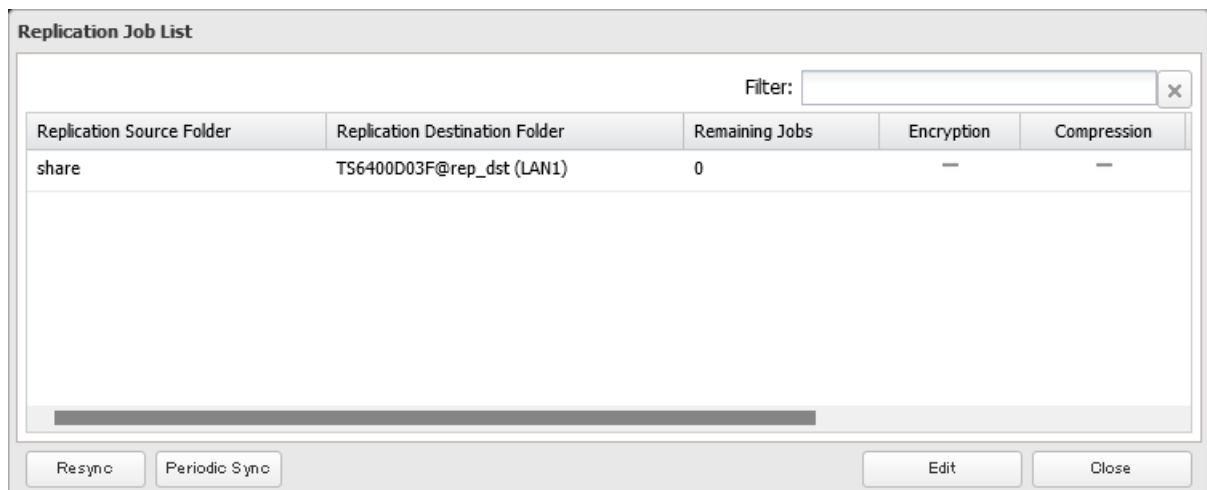 Replication Job List
Filter:
Replication Source Folder Replication Destination Folder Remaining Jobs Encryption Compression
share TS6400D03F@rep_dst (LAN1) 0 — —
Resync Periodic Sync Edit Close